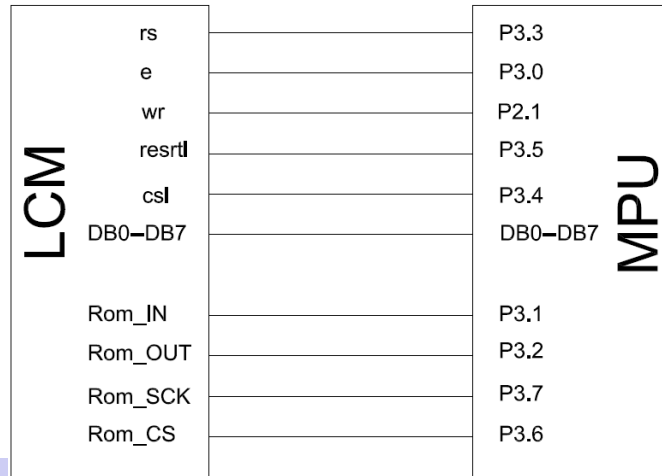 rs P3.3
e P3.0
wr P2.1
resrtl P3.5
csl P3.4
LCM
MPU
DB0–DB7 DB0–DB7
Rom_IN P3.1
Rom_OUT P3.2
Rom_SCK P3.7
Rom_CS P3.6